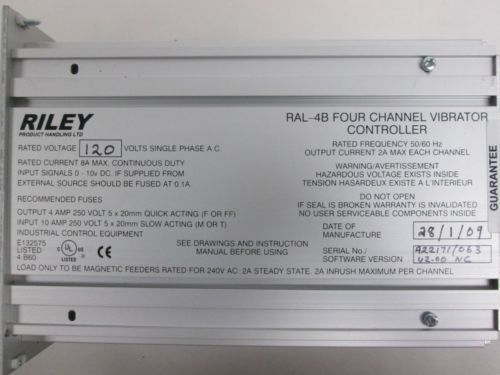 RILEY
PRODUCT HANDLING LTD
RATED VOLTAGE 120 VOLTS SINGLE PHASE A.C.
RATED CURRENT 8A MAX. CONTINUOUS DUTY
INPUT SIGNALS 0 - 10v DC. IF SUPPLIED FROM
EXTERNAL SOURCE SHOULD BE FUSED AT 0.1A.
RECOMMENDED FUSES
OUTPUT 4 AMP 250 VOLT 5 x 20mm QUICK ACTING (F OR FF)
INPUT 10 AMP 250 VOLT 5 x 20mm SLOW ACTING (M OR T)
INDUSTRIAL CONTROL EQUIPMENT
E132575
LISTED
4 B60
C UL US
LISTED
CE
SEE DRAWINGS AND INSTRUCTION
MANUAL BEFORE USING
RAL-4B FOUR CHANNEL VIBRATOR
CONTROLLER
RATED FREQUENCY 50/60 Hz
OUTPUT CURRENT 2A MAX EACH CHANNEL
WARNING/AVERTISSEMENT
HAZARDOUS VOLTAGE EXISTS INSIDE
TENSION HASARDEUX EXISTE A L'INTERIEUR
DO NOT OPEN
IF SEAL IS BROKEN WARRANTY IS INVALIDATED.
NO USER SERVICEABLE COMPONENTS INSIDE
DATE OF
MANUFACTURE 28/1/09
SERIAL No./ 422171/063
SOFTWARE VERSION V2.00 NG
LOAD ONLY TO BE MAGNETIC FEEDERS RATED FOR 240V AC. 2A STEADY STATE. 2A INRUSH MAXIMUM PER CHANNEL
GUARANTEE